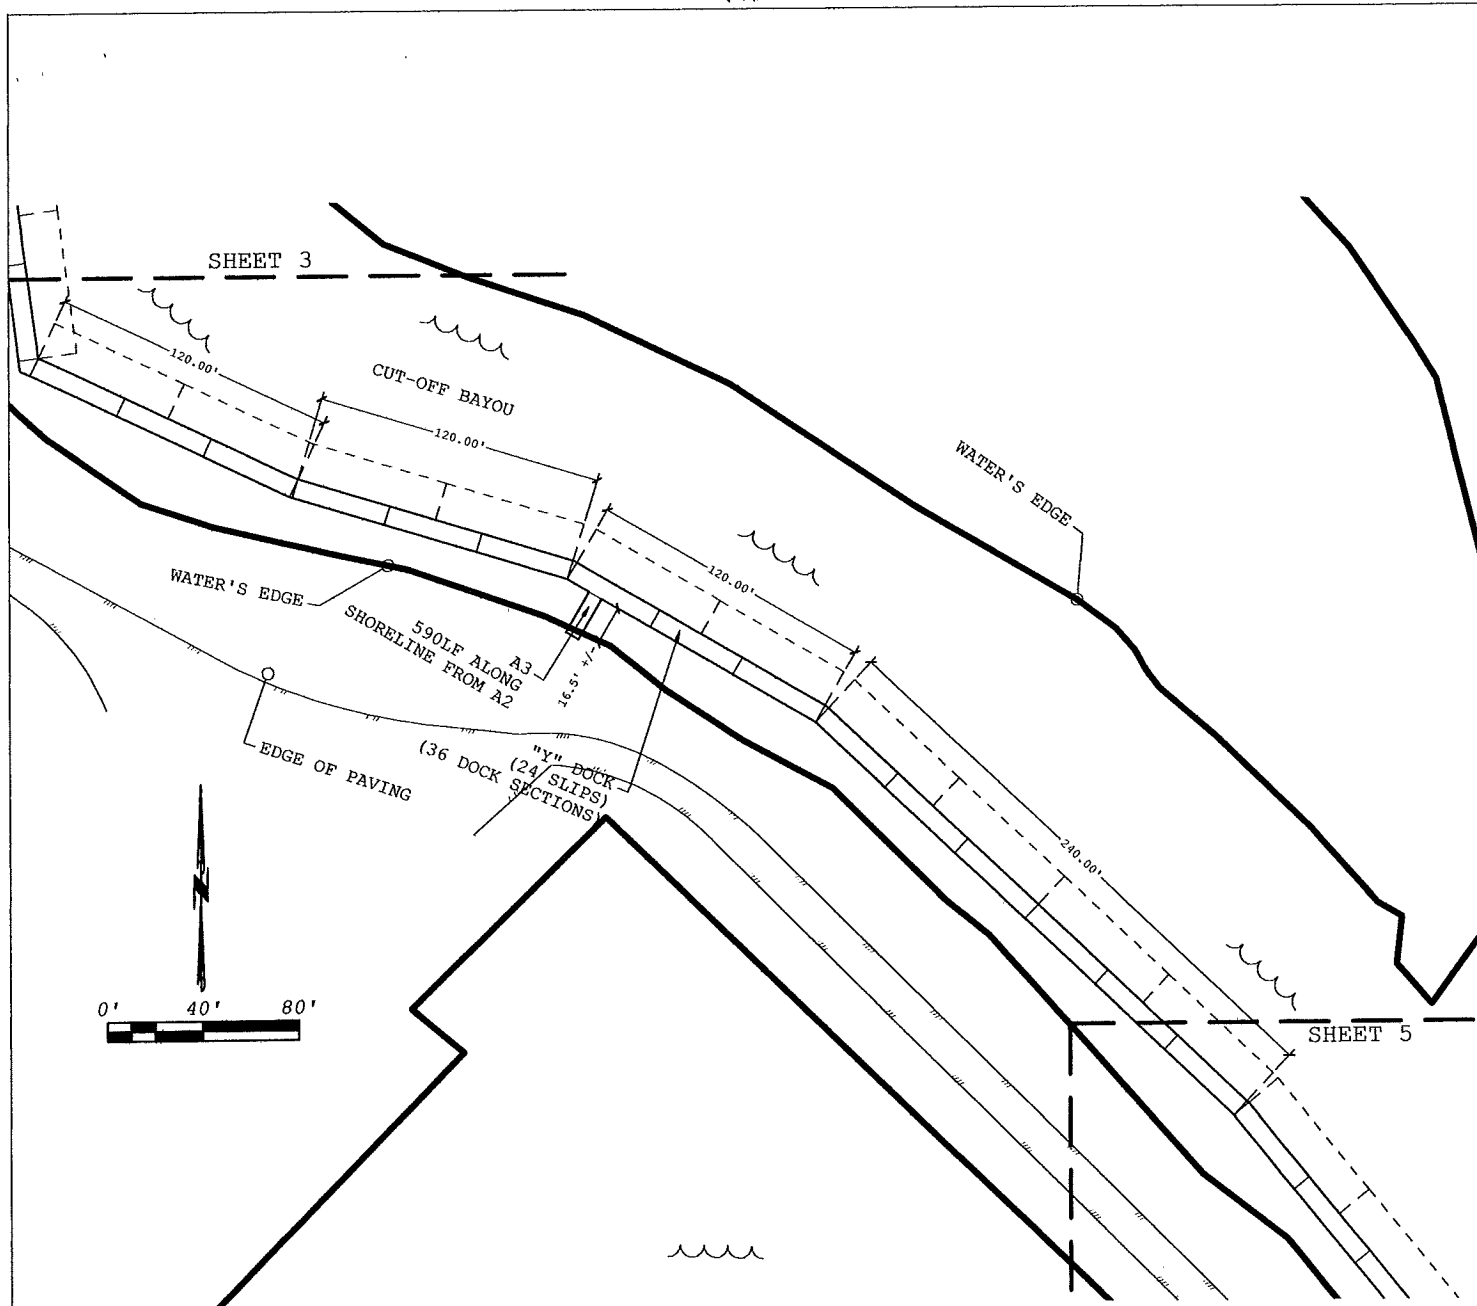 SHEET 3
120.00'
CUT-OFF BAYOU
120.00'
WATER'S EDGE
120.00'
WATER'S EDGE
A3
590LF ALONG
SHORELINE FROM A2
16.5' +/-
EDGE OF PAVING
"Y" DOCK
(24 SLIPS)
(36 DOCK SECTIONS)
240.00'
N
0' 40' 80'
SHEET 5